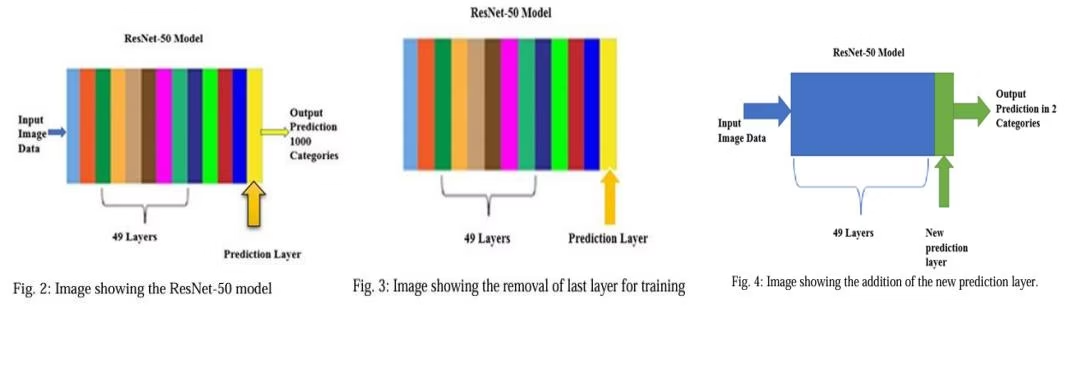 ResNet-50 Model
Input
Image
Data
Output
Prediction
1000
Categories
49 Layers
Prediction Layer
Fig. 2: Image showing the ResNet-50 model
ResNet-50 Model
49 Layers
Prediction Layer
Fig. 3: Image showing the removal of last layer for training
ResNet-50 Model
Input
Image Data
Output
Prediction in 2
Categories
49 Layers
New
prediction
layer
Fig. 4: Image showing the addition of the new prediction layer.